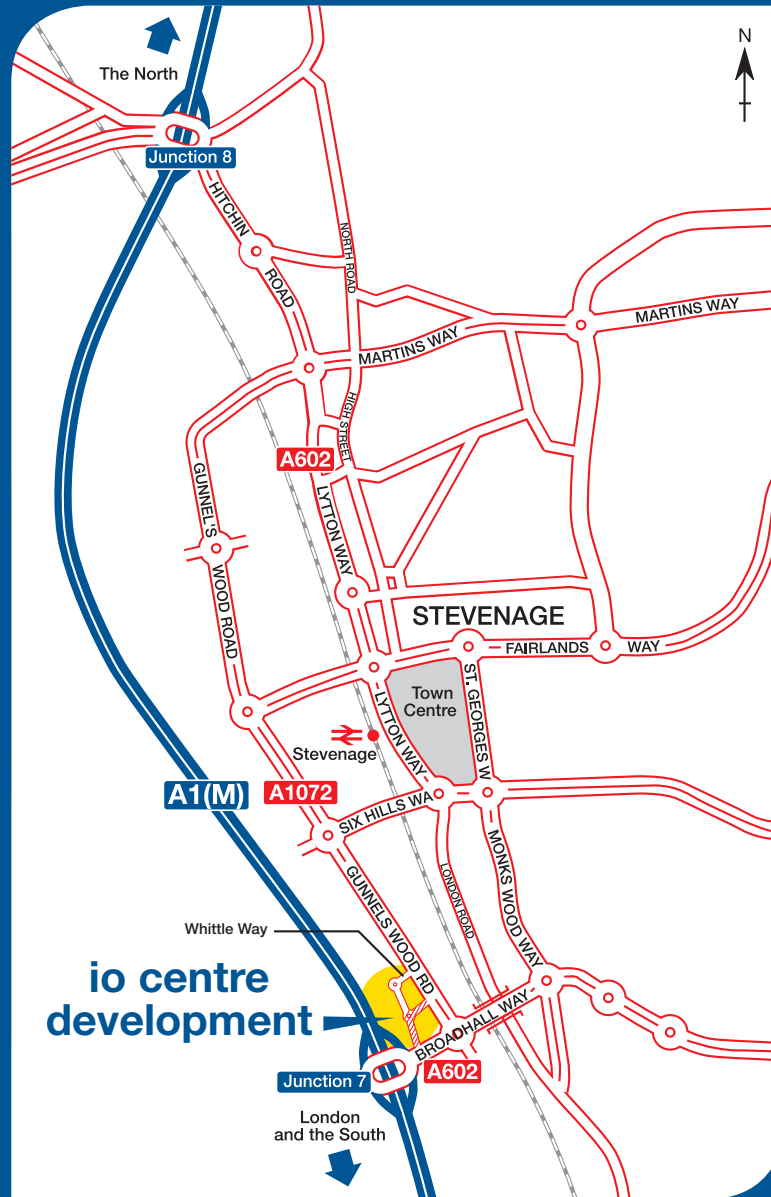 N
The North
Junction 8
HITCHIN
ROAD
NORTH ROAD
MARTINS WAY
MARTINS WAY
HIGH STREET
A602
GUNNEL'S
WOOD ROAD
LYTTON WAY
STEVENAGE
FAIRLANDS
WAY
Town
Centre
ST. GEORGES W
LYTTON WAY
Stevenage
A1(M)
A1072
SIX HILLS WA
GUNNELS WOOD RD
LONDON ROAD
MONKS WOOD WAY
Whittle Way
io centre
development
BROADHALL WAY
A602
Junction 7
London
and the South